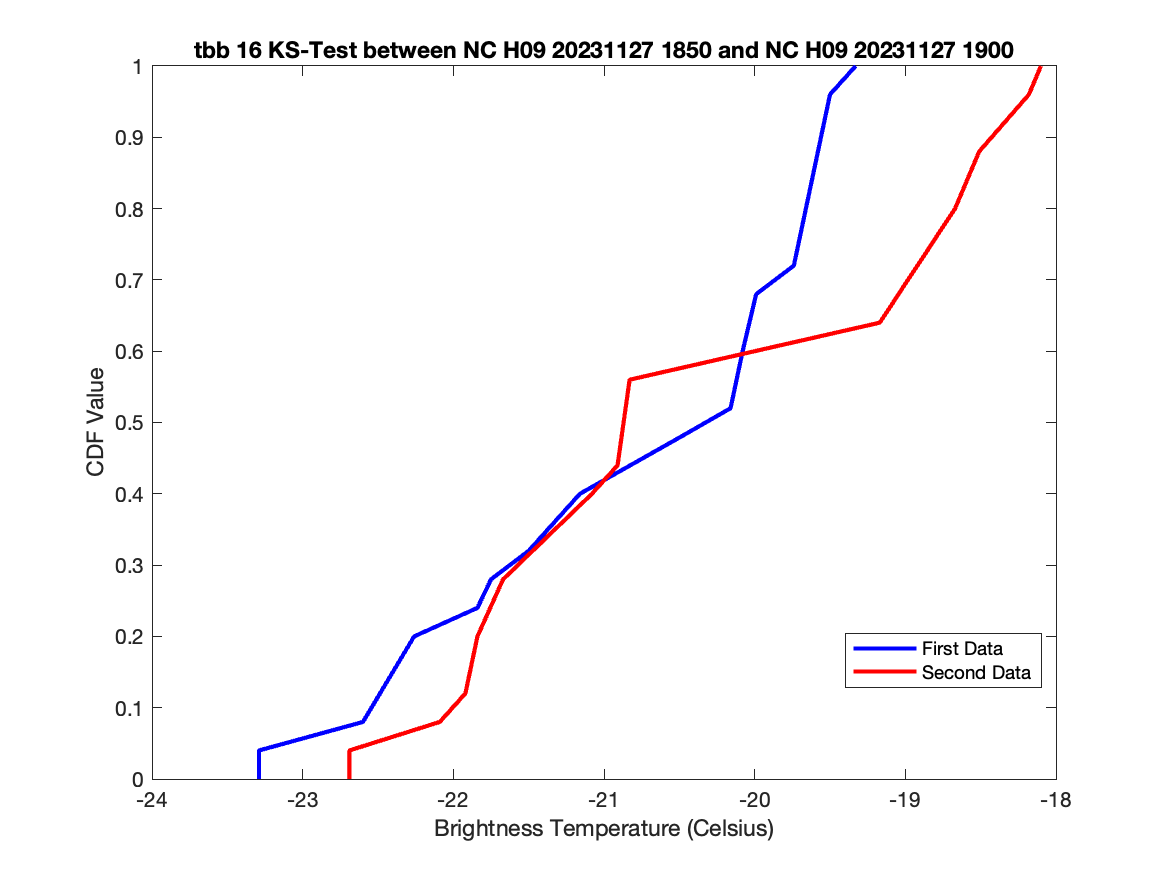 tbb 16 KS-Test between NC H09 20231127 1850 and NC H09 20231127 1900
1
0.9
0.8
0.7
0.6
0.5
0.4
0.3
0.2
0.1
0
CDF Value
First Data
Second Data
-24 -23 -22 -21 -20 -19 -18
Brightness Temperature (Celsius)